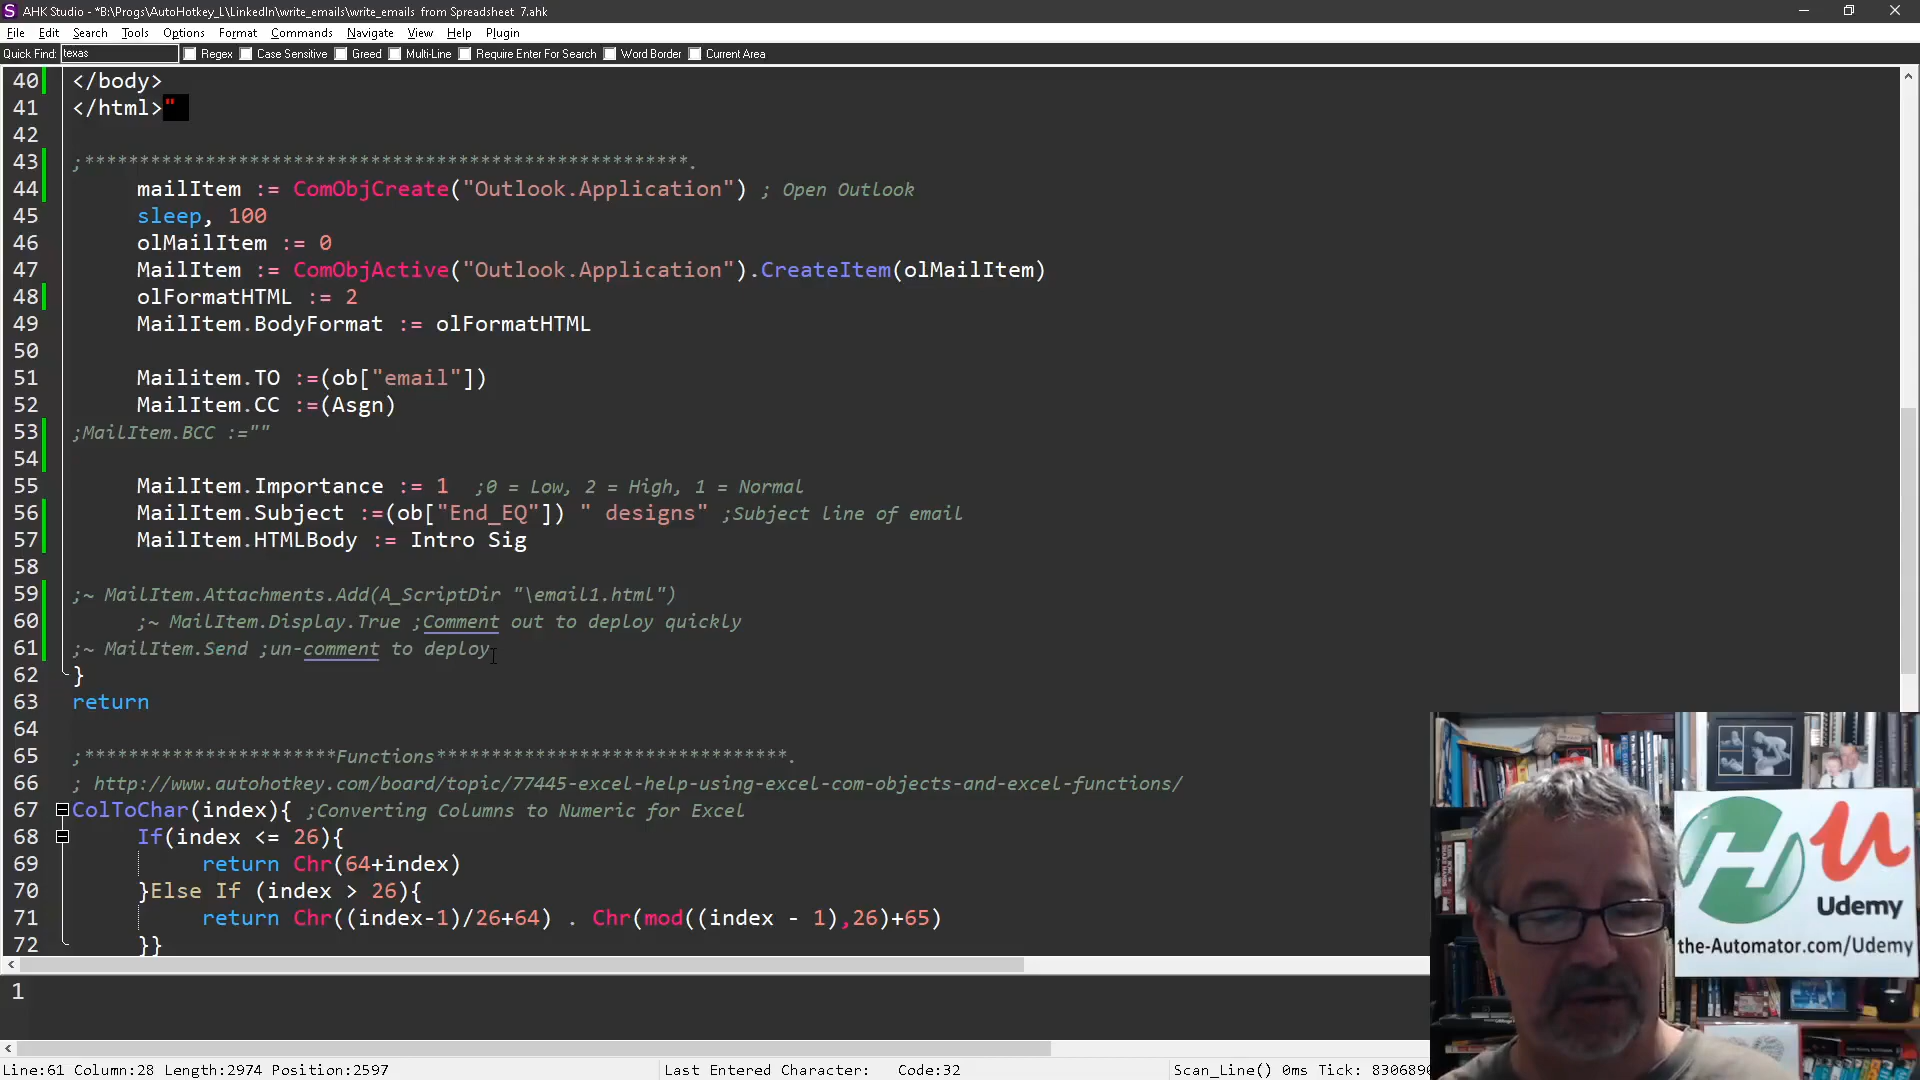 AHK Studio - *B:\Progs\AutoHotkey_L\LinkedIn\write_emails\write_emails from Spreadsheet 7.ahk
File Edit Search Tools Options Format Commands Navigate View Help Plugin
Quick Find: texas Regex Case Sensitive Greed Multi-Line Require Enter For Search Word Border Current Area
40 </body>
41 </html>"
42
43 ;********************************************************.
44 mailItem := ComObjCreate("Outlook.Application") ; Open Outlook
45 sleep, 100
46 olMailItem := 0
47 MailItem := ComObjActive("Outlook.Application").CreateItem(olMailItem)
48 olFormatHTML := 2
49 MailItem.BodyFormat := olFormatHTML
50
51 Mailitem.TO :=(ob["email"])
52 MailItem.CC :=(Asgn)
53 ;MailItem.BCC :=""
54
55 MailItem.Importance := 1 ;0 = Low, 2 = High, 1 = Normal
56 MailItem.Subject :=(ob["End_EQ"]) " designs" ;Subject line of email
57 MailItem.HTMLBody := Intro Sig
58
59 ;~ MailItem.Attachments.Add(A_ScriptDir "\email1.html")
60 ;~ MailItem.Display.True ;Comment out to deploy quickly
61 ;~ MailItem.Send ;un-comment to deploy
62 }
63 return
64
65 ;***********************Functions********************************.
66 ; http://www.autohotkey.com/board/topic/77445-excel-help-using-excel-com-objects-and-excel-functions/
67 ColToChar(index){ ;Converting Columns to Numeric for Excel
68 If(index <= 26){
69 return Chr(64+index)
70 }Else If (index > 26){
71 return Chr((index-1)/26+64) . Chr(mod((index - 1),26)+65)
72 }}
1
Udemy
the-Automator.com/Udemy
Line:61 Column:28 Length:2974 Position:2597 Last Entered Character: Code:32 Scan_Line() 0ms Tick: 8306890